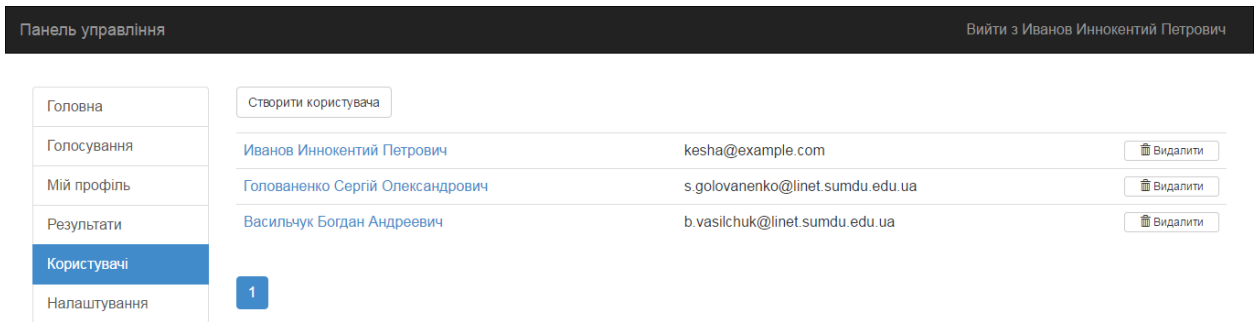 Панель управління
Вийти з Иванов Иннокентий Петрович
Головна
Голосування
Мій профіль
Результати
Користувачі
Налаштування
Створити користувача
Иванов Иннокентий Петрович kesha@example.com Видалити
Голованенко Сергій Олександрович s.golovanenko@linet.sumdu.edu.ua Видалити
Васильчук Богдан Андреевич b.vasilchuk@linet.sumdu.edu.ua Видалити
1